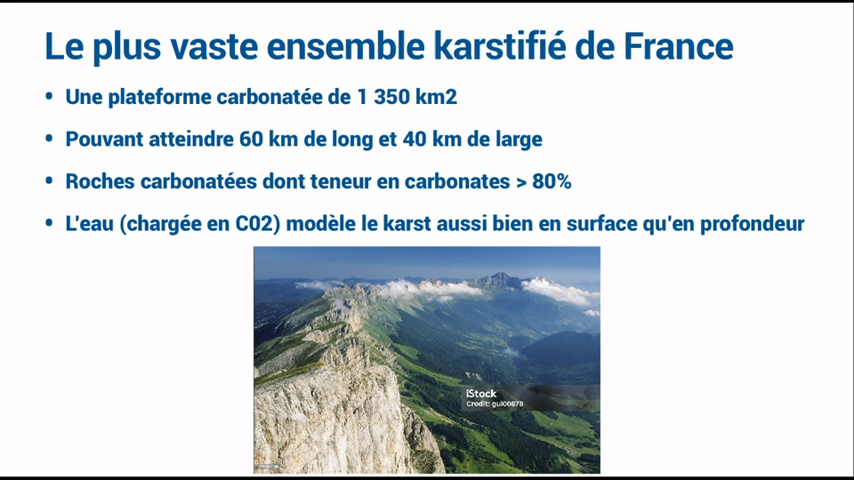 Le plus vaste ensemble karstifié de France
• Une plateforme carbonatée de 1 350 km2
• Pouvant atteindre 60 km de long et 40 km de large
• Roches carbonatées dont teneur en carbonates > 80%
• L'eau (chargée en C02) modèle le karst aussi bien en surface qu'en profondeur
iStock
Credit: gui00878